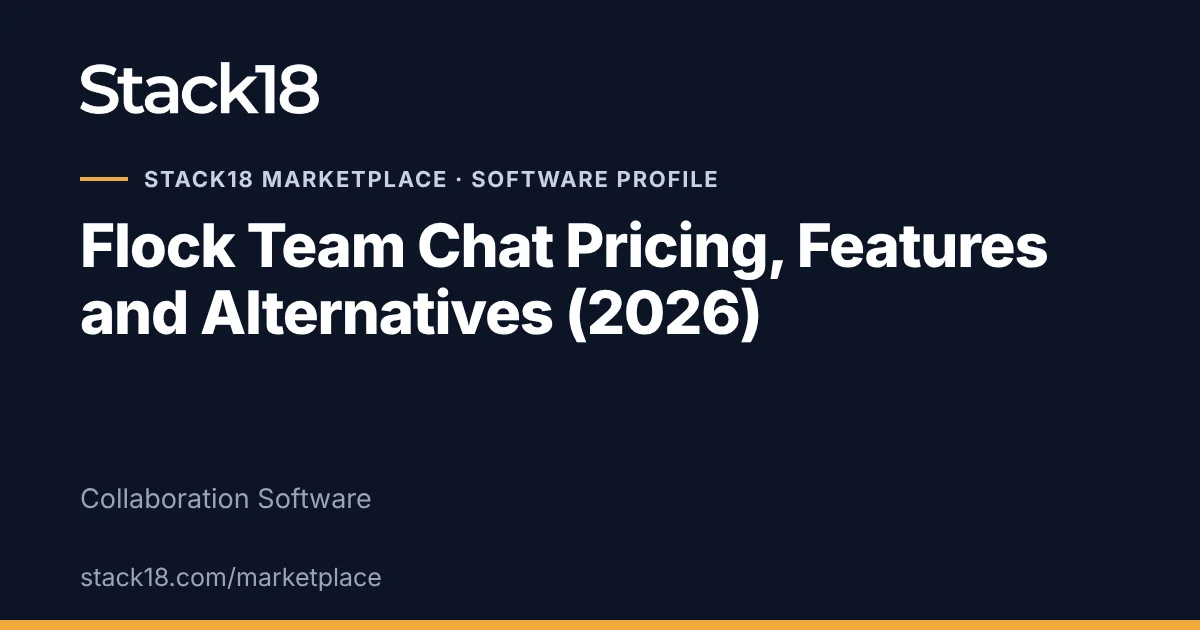 Stack18
STACK18 MARKETPLACE · SOFTWARE PROFILE
Flock Team Chat Pricing, Features
and Alternatives (2026)
Collaboration Software
stack18.com/marketplace